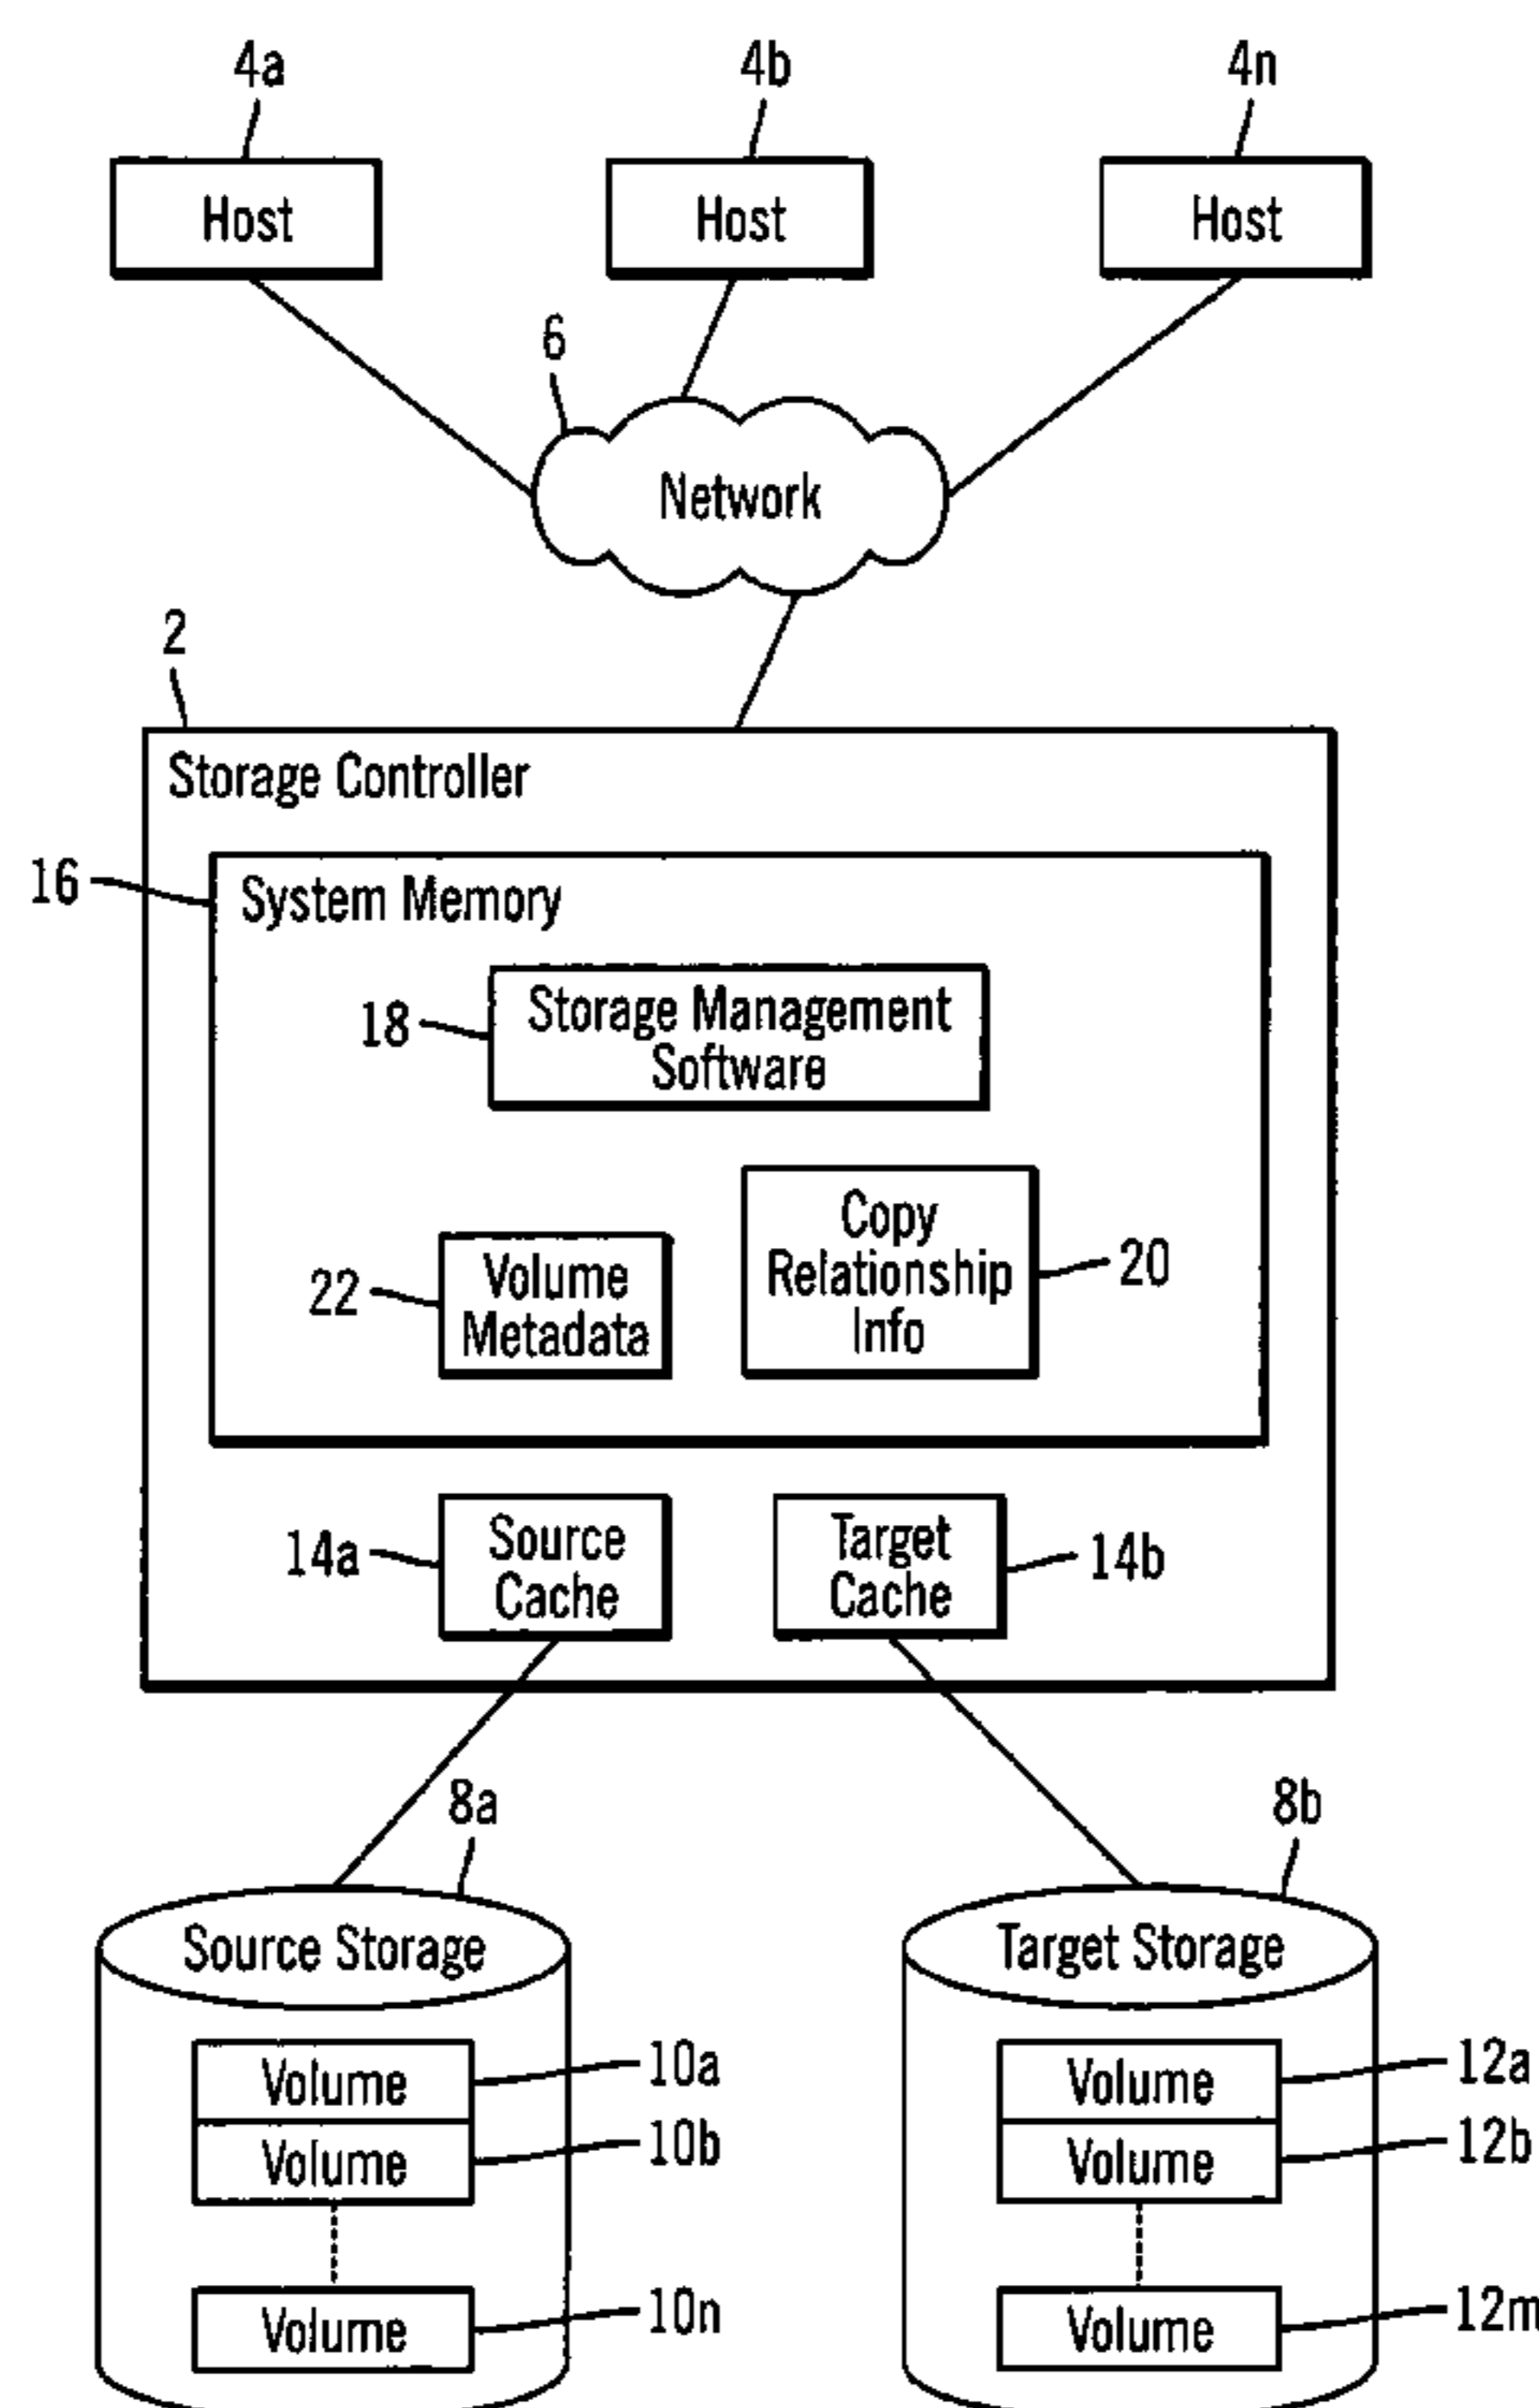 4a
4b
4n
Host
Host
Host
6
Network
2
Storage Controller
16
System Memory
18
Storage Management
Software
Copy
Relationship
Info
20
22
Volume
Metadata
14a
Source
Cache
Target
Cache
14b
8a
8b
Source Storage
Target Storage
Volume
10a
Volume
12a
Volume
10b
Volume
12b
Volume
10n
Volume
12m